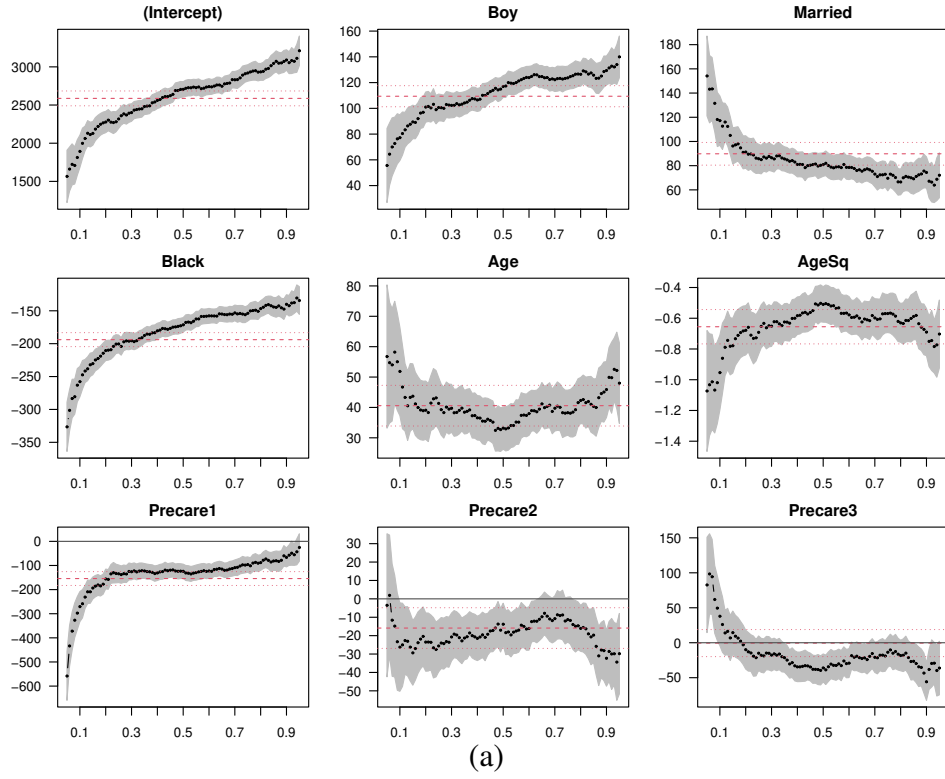 (Intercept) Boy Married
3000 2500 2000 1500
160 140 120 100 80 60 40
180 160 140 120 100 80 60
0.1 0.3 0.5 0.7 0.9 0.1 0.3 0.5 0.7 0.9 0.1 0.3 0.5 0.7 0.9
Black Age AgeSq
−150 −200 −250 −300 −350
80 70 60 50 40 30
−0.4 −0.6 −0.8 −1.0 −1.2 −1.4
0.1 0.3 0.5 0.7 0.9 0.1 0.3 0.5 0.7 0.9 0.1 0.3 0.5 0.7 0.9
Precare1 Precare2 Precare3
0 −100 −200 −300 −400 −500 −600
30 20 10 0 −10 −20 −30 −40 −50
150 100 50 0 −50
0.1 0.3 0.5 0.7 0.9 0.1 0.3 0.5 0.7 0.9 0.1 0.3 0.5 0.7 0.9
(a)